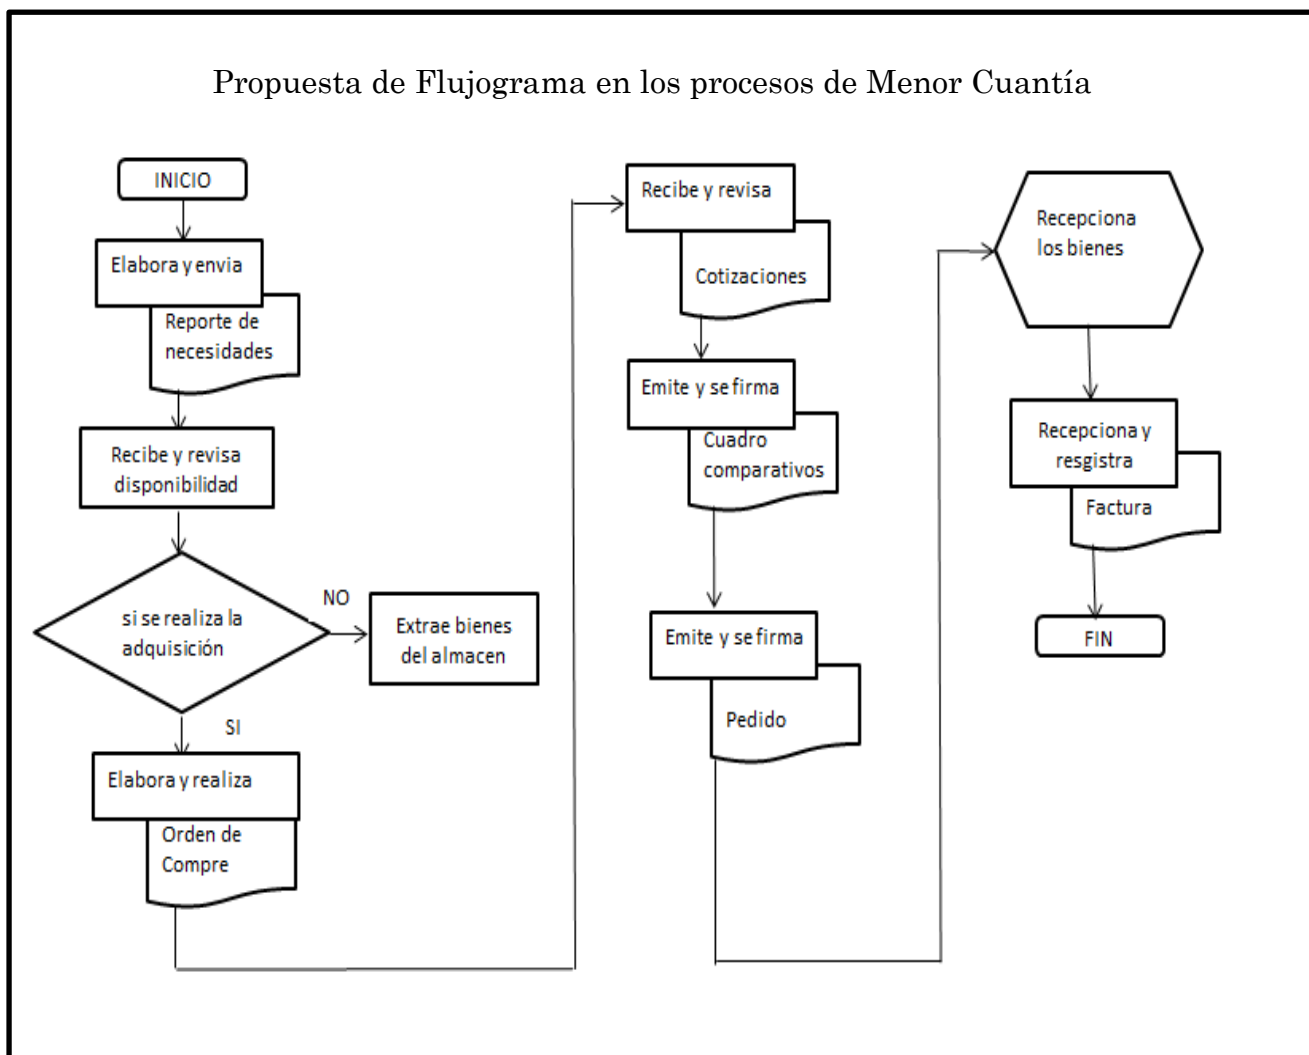 Propuesta de Flujograma en los procesos de Menor Cuantía
INICIO
Elabora y envia
Reporte de
necesidades
Recibe y revisa
disponibilidad
si se realiza la
adquisición
NO
Extrae bienes
del almacen
SI
Elabora y realiza
Orden de
Compre
Recibe y revisa
Cotizaciones
Emite y se firma
Cuadro
comparativos
Emite y se firma
Pedido
Recepciona
los bienes
Recepciona y
resgistra
Factura
FIN